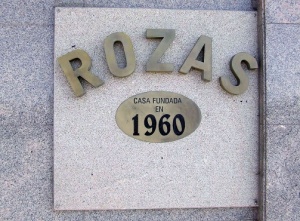 ROZAS
CASA FUNDADA
EN
1960